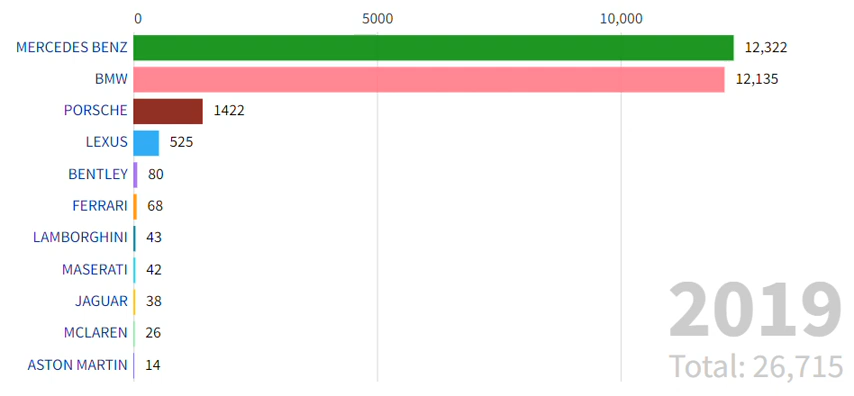 0 5000 10,000
MERCEDES BENZ 12,322
BMW 12,135
PORSCHE 1422
LEXUS 525
BENTLEY 80
FERRARI 68
LAMBORGHINI 43
MASERATI 42
JAGUAR 38
MCLAREN 26
ASTON MARTIN 14
2019
Total: 26,715